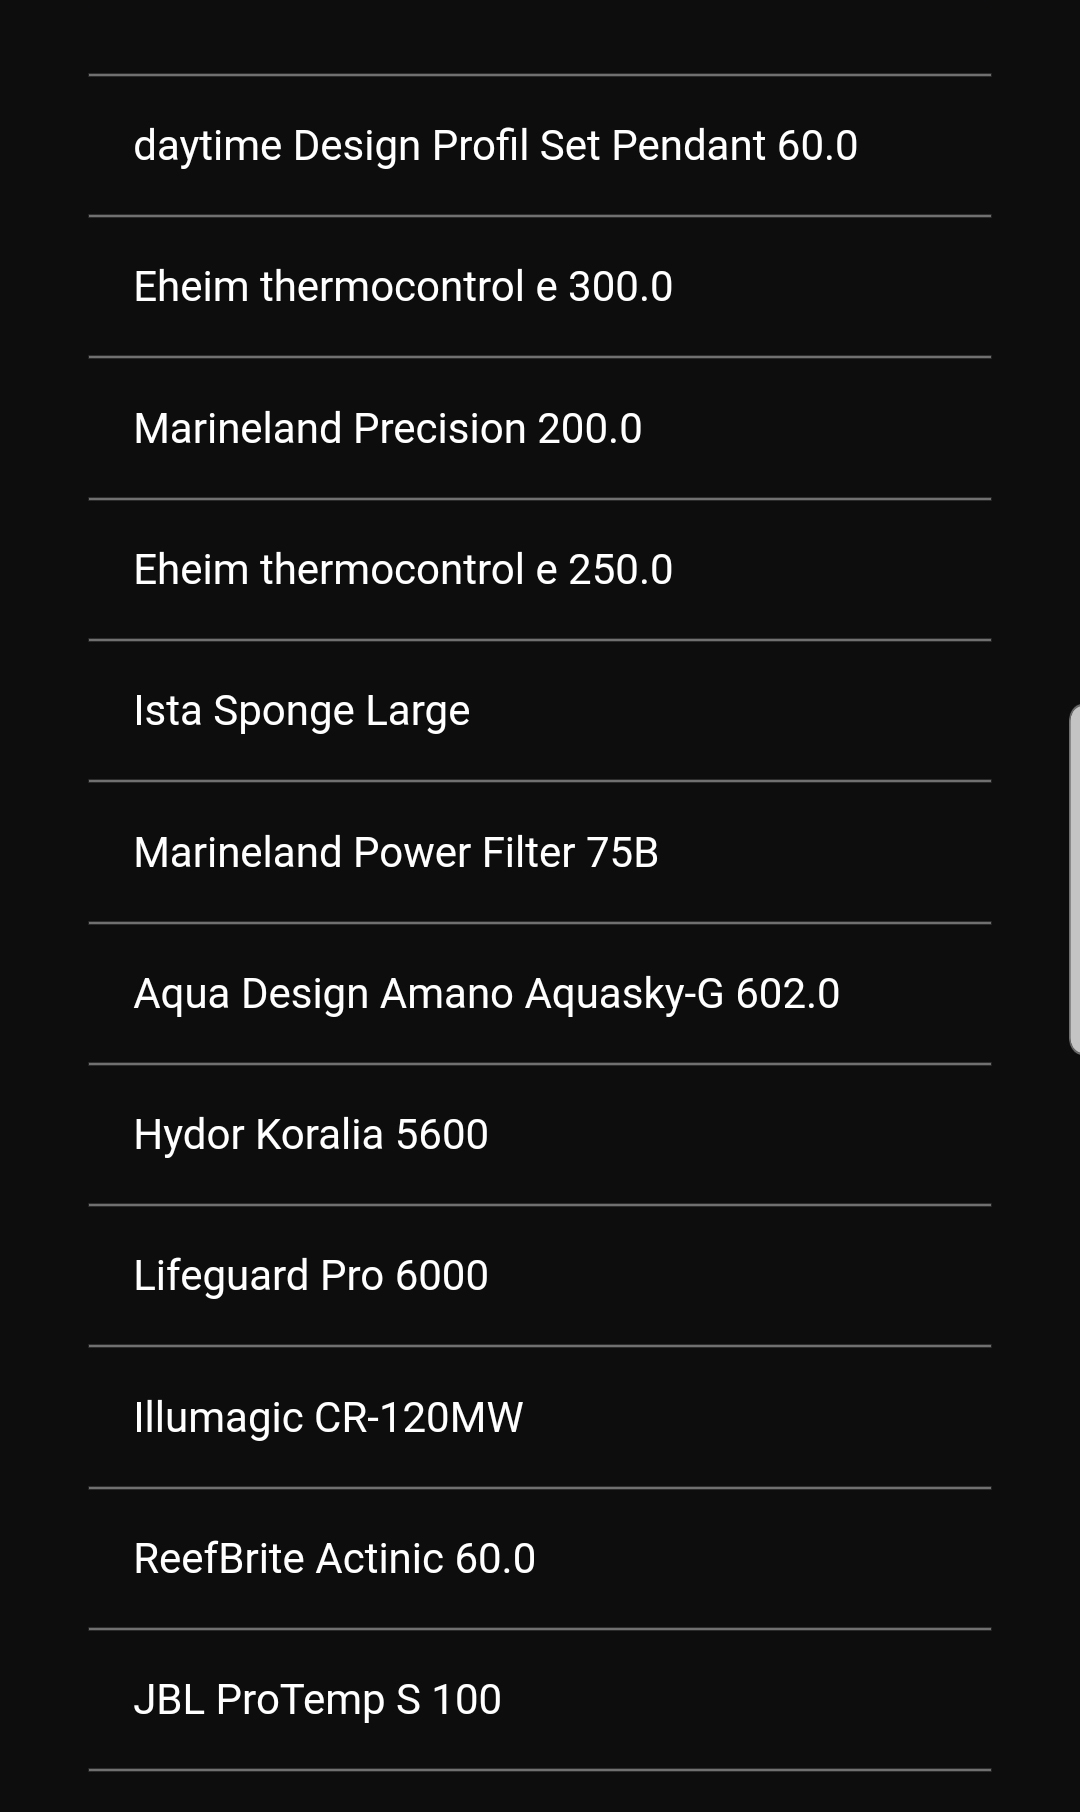 daytime Design Profil Set Pendant 60.0
Eheim thermocontrol e 300.0
Marineland Precision 200.0
Eheim thermocontrol e 250.0
Ista Sponge Large
Marineland Power Filter 75B
Aqua Design Amano Aquasky-G 602.0
Hydor Koralia 5600
Lifeguard Pro 6000
Illumagic CR-120MW
ReefBrite Actinic 60.0
JBL ProTemp S 100